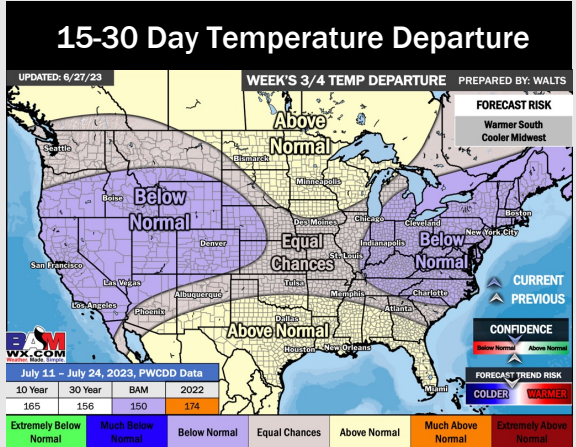 15-30 Day Temperature Departure
UPDATED: 6/27/23
WEEK'S 3/4 TEMP DEPARTURE
PREPARED BY: WALTS
FORECAST RISK
Warmer South
Cooler Midwest
Above
Normal
Seattle
Bismarck
Minneapolis
Boise
Below
Normal
Des Moines
Chicago
Cleveland
Boston
New York City
Denver
Equal
Chances
Indianapolis
St. Louis
Below
Normal
San Francisco
Las Vegas
Tulsa
Charlotte
Los Angeles
Albuquerque
Memphis
Phoenix
Atlanta
Dallas
Above Normal
Houston
New Orleans
Miami
CURRENT
PREVIOUS
CONFIDENCE
Below Normal
Above Normal
FORECAST TREND RISK
COLDER
WARMER
BAM
WX.COM
Weather. Made. Simple.
July 11 – July 24, 2023, PWCDD Data
10 Year 30 Year BAM 2022
165 156 150 174
Extremely Below
Normal
Much Below
Normal
Below Normal
Equal Chances
Above Normal
Much Above
Normal
Extremely Above
Normal